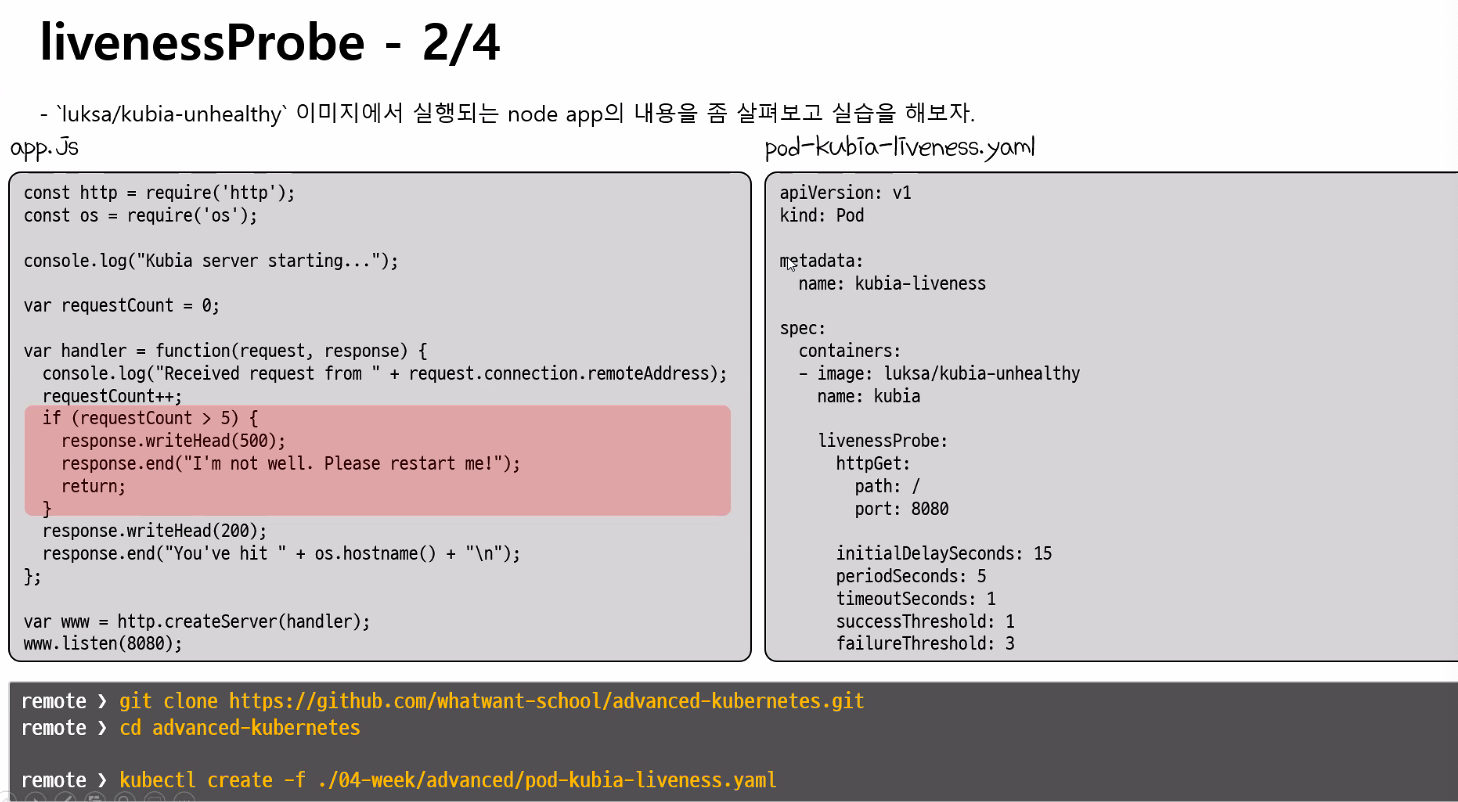 livenessProbe - 2/4
- `luksa/kubia-unhealthy` 이미지에서 실행되는 node app의 내용을 좀 살펴보고 실습을 해보자.
app.js
const http = require('http');
const os = require('os');
console.log("Kubia server starting...");
var requestCount = 0;
var handler = function(request, response) {
  console.log("Received request from " + request.connection.remoteAddress);
  requestCount++;
  if (requestCount > 5) {
    response.writeHead(500);
    response.end("I'm not well. Please restart me!");
    return;
  }
  response.writeHead(200);
  response.end("You've hit " + os.hostname() + "\n");
};
var www = http.createServer(handler);
www.listen(8080);
pod-kubia-liveness.yaml
apiVersion: v1
kind: Pod
metadata:
  name: kubia-liveness
spec:
  containers:
  - image: luksa/kubia-unhealthy
    name: kubia
    livenessProbe:
      httpGet:
        path: /
        port: 8080
      initialDelaySeconds: 15
      periodSeconds: 5
      timeoutSeconds: 1
      successThreshold: 1
      failureThreshold: 3
remote ❯ git clone https://github.com/whatwant-school/advanced-kubernetes.git
remote ❯ cd advanced-kubernetes
remote ❯ kubectl create -f ./04-week/advanced/pod-kubia-liveness.yaml